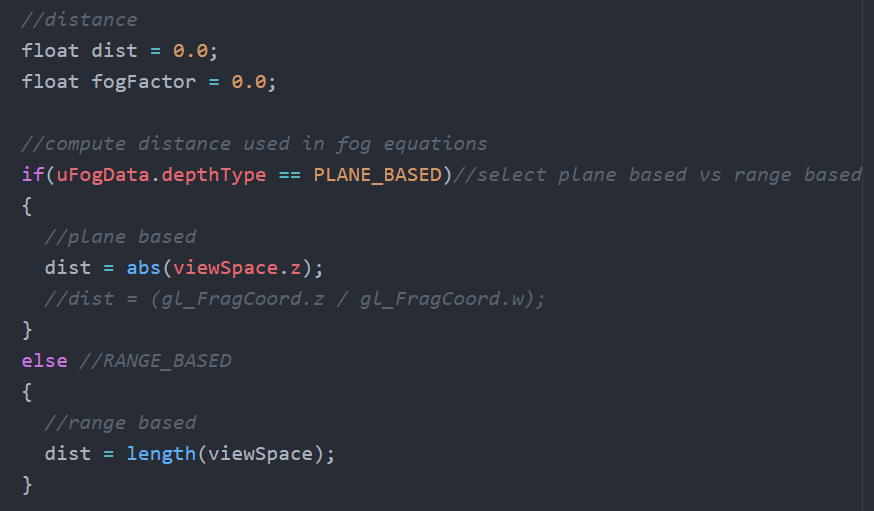 //distance
float dist = 0.0;
float fogFactor = 0.0;

//compute distance used in fog equations
if(uFogData.depthType == PLANE_BASED)//select plane based vs range based
{
  //plane based
  dist = abs(viewSpace.z);
  //dist = (gl_FragCoord.z / gl_FragCoord.w);
}
else //RANGE_BASED
{
  //range based
  dist = length(viewSpace);
}